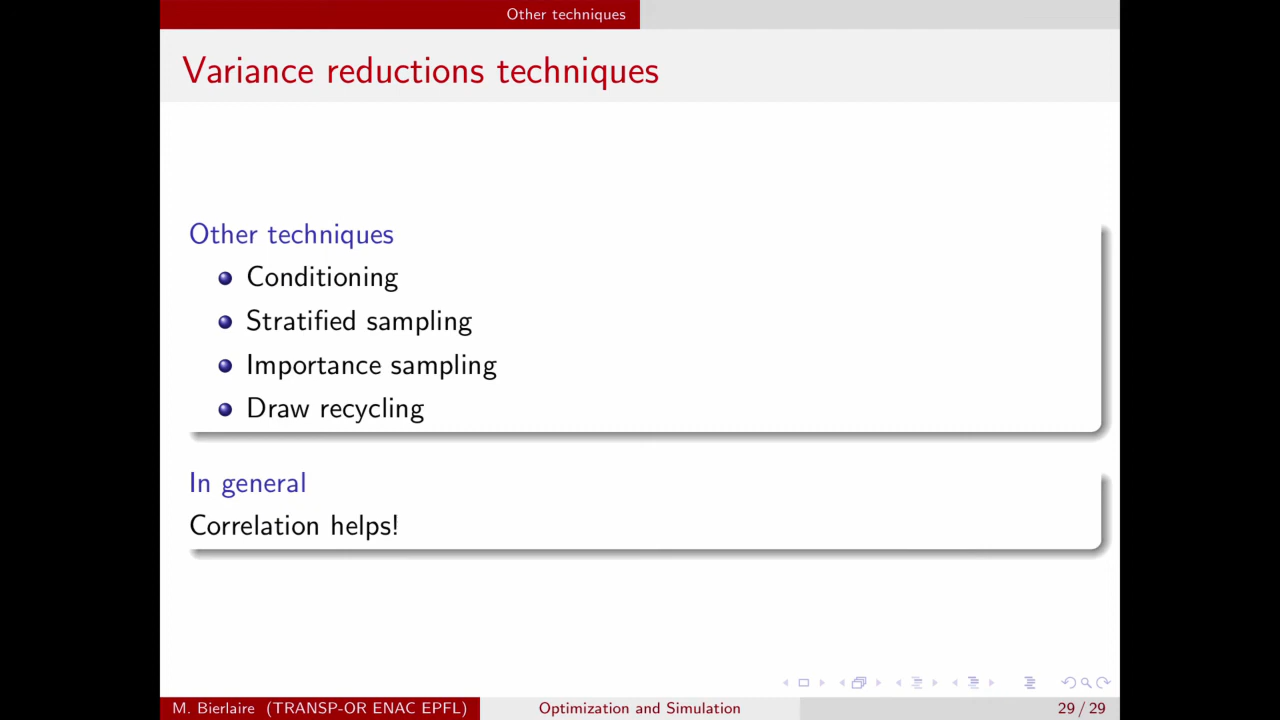 Other techniques
Variance reductions techniques
Other techniques
Conditioning
Stratified sampling
Importance sampling
Draw recycling
In general
Correlation helps!
M. Bierlaire (TRANSP-OR ENAC EPFL)
Optimization and Simulation
29 / 29